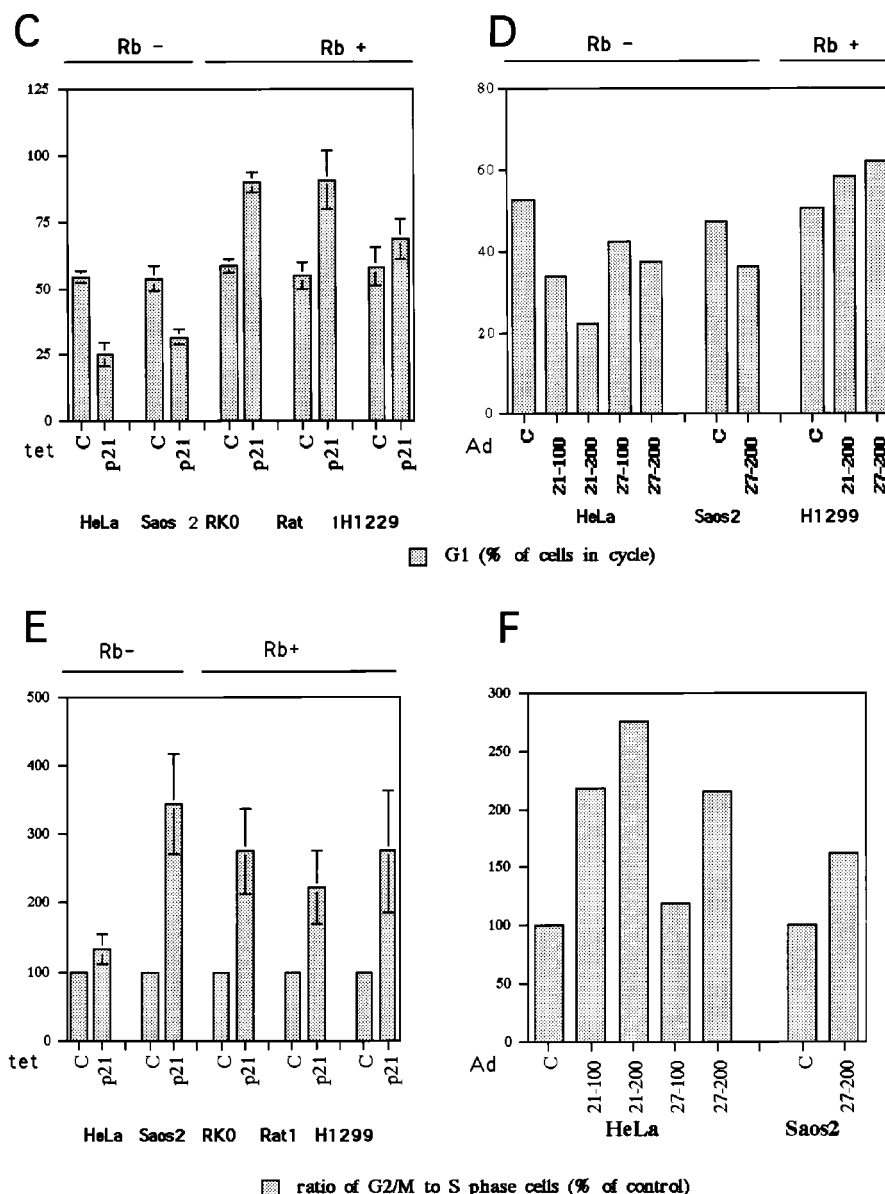 C
Rb -
Rb +
125
100
75
50
25
0
tet
C
p21
C
p21
C
p21
C
p21
C
p21
HeLa Saos 2 RKO Rat 1H1229
D
Rb -
Rb +
80
60
40
20
0
Ad
C
21-100
21-200
27-100
27-200
C
27-200
C
21-200
27-200
HeLa Saos2 H1299
G1 (% of cells in cycle)
E
Rb-
Rb+
500
400
300
200
100
0
tet
C
p21
C
p21
C
p21
C
p21
C
p21
HeLa Saos2 RKO Rat1 H1299
F
300
250
200
150
100
50
0
Ad
C
21-100
21-200
27-100
27-200
C
27-200
HeLa Saos2
ratio of G2/M to S phase cells (% of control)